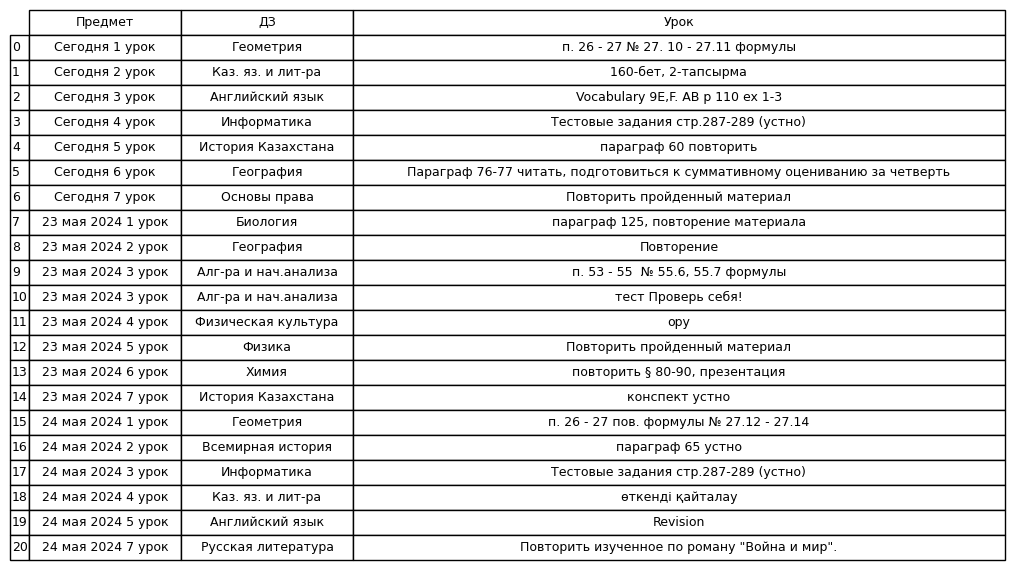 Предмет ДЗ Урок
0 Сегодня 1 урок Геометрия п. 26 - 27 № 27. 10 - 27.11 формулы
1 Сегодня 2 урок Каз. яз. и лит-ра 160-бет, 2-тапсырма
2 Сегодня 3 урок Английский язык Vocabulary 9E,F. AB p 110 ex 1-3
3 Сегодня 4 урок Информатика Тестовые задания стр.287-289 (устно)
4 Сегодня 5 урок История Казахстана параграф 60 повторить
5 Сегодня 6 урок География Параграф 76-77 читать, подготовиться к суммативному оцениванию за четверть
6 Сегодня 7 урок Основы права Повторить пройденный материал
7 23 мая 2024 1 урок Биология параграф 125, повторение материала
8 23 мая 2024 2 урок География Повторение
9 23 мая 2024 3 урок Алг-ра и нач.анализа п. 53 - 55  № 55.6, 55.7 формулы
10 23 мая 2024 3 урок Алг-ра и нач.анализа тест Проверь себя!
11 23 мая 2024 4 урок Физическая культура ору
12 23 мая 2024 5 урок Физика Повторить пройденный материал
13 23 мая 2024 6 урок Химия повторить § 80-90, презентация
14 23 мая 2024 7 урок История Казахстана конспект устно
15 24 мая 2024 1 урок Геометрия п. 26 - 27 пов. формулы № 27.12 - 27.14
16 24 мая 2024 2 урок Всемирная история параграф 65 устно
17 24 мая 2024 3 урок Информатика Тестовые задания стр.287-289 (устно)
18 24 мая 2024 4 урок Каз. яз. и лит-ра өткенді қайталау
19 24 мая 2024 5 урок Английский язык Revision
20 24 мая 2024 7 урок Русская литература Повторить изученное по роману "Война и мир".